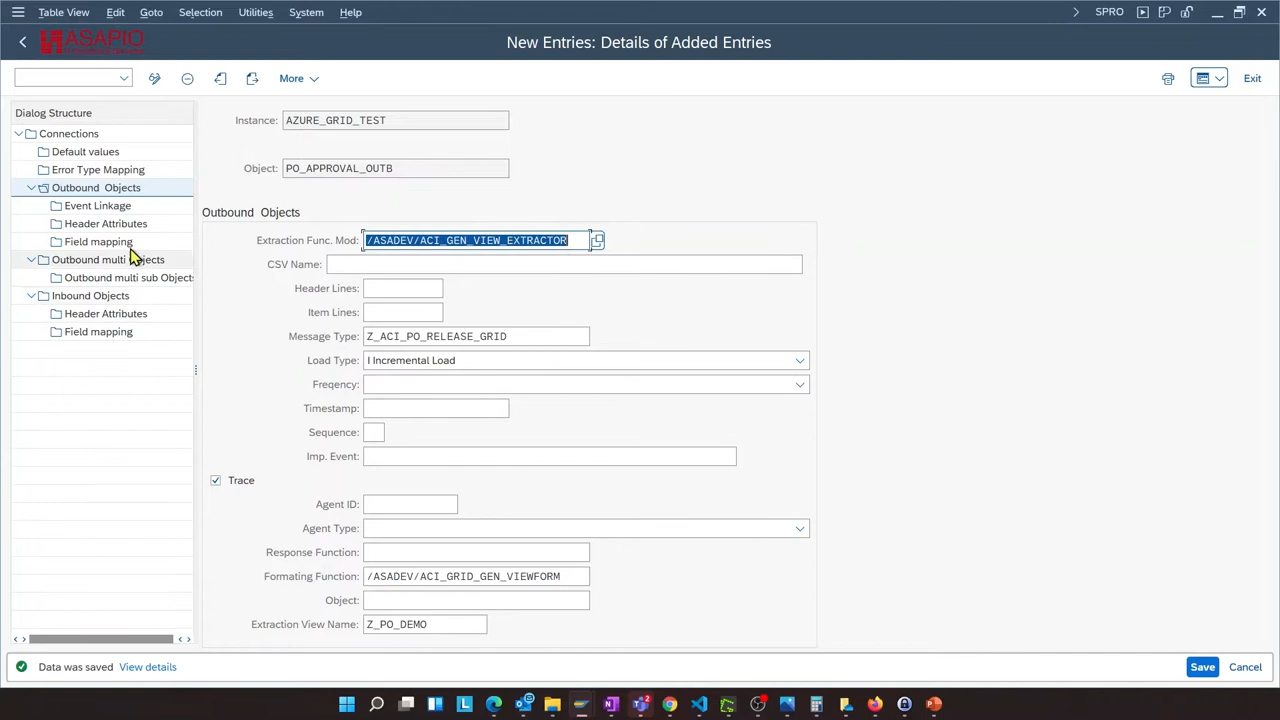 Table View Edit Goto Selection Utilities System Help SPRO
ASAPIO
New Entries: Details of Added Entries
More Exit
Dialog Structure
Connections
Default values
Error Type Mapping
Outbound Objects
Event Linkage
Header Attributes
Field mapping
Outbound multi Objects
Outbound multi sub Objects
Inbound Objects
Header Attributes
Field mapping
Instance: AZURE_GRID_TEST
Object: PO_APPROVAL_OUTB
Outbound Objects
Extraction Func. Mod: /ASADEV/ACI_GEN_VIEW_EXTRACTOR
CSV Name:
Header Lines:
Item Lines:
Message Type: Z_ACI_PO_RELEASE_GRID
Load Type: I Incremental Load
Freqency:
Timestamp:
Sequence:
Imp. Event:
Trace
Agent ID:
Agent Type:
Response Function:
Formating Function: /ASADEV/ACI_GRID_GEN_VIEWFORM
Object:
Extraction View Name: Z_PO_DEMO
Data was saved View details Save Cancel